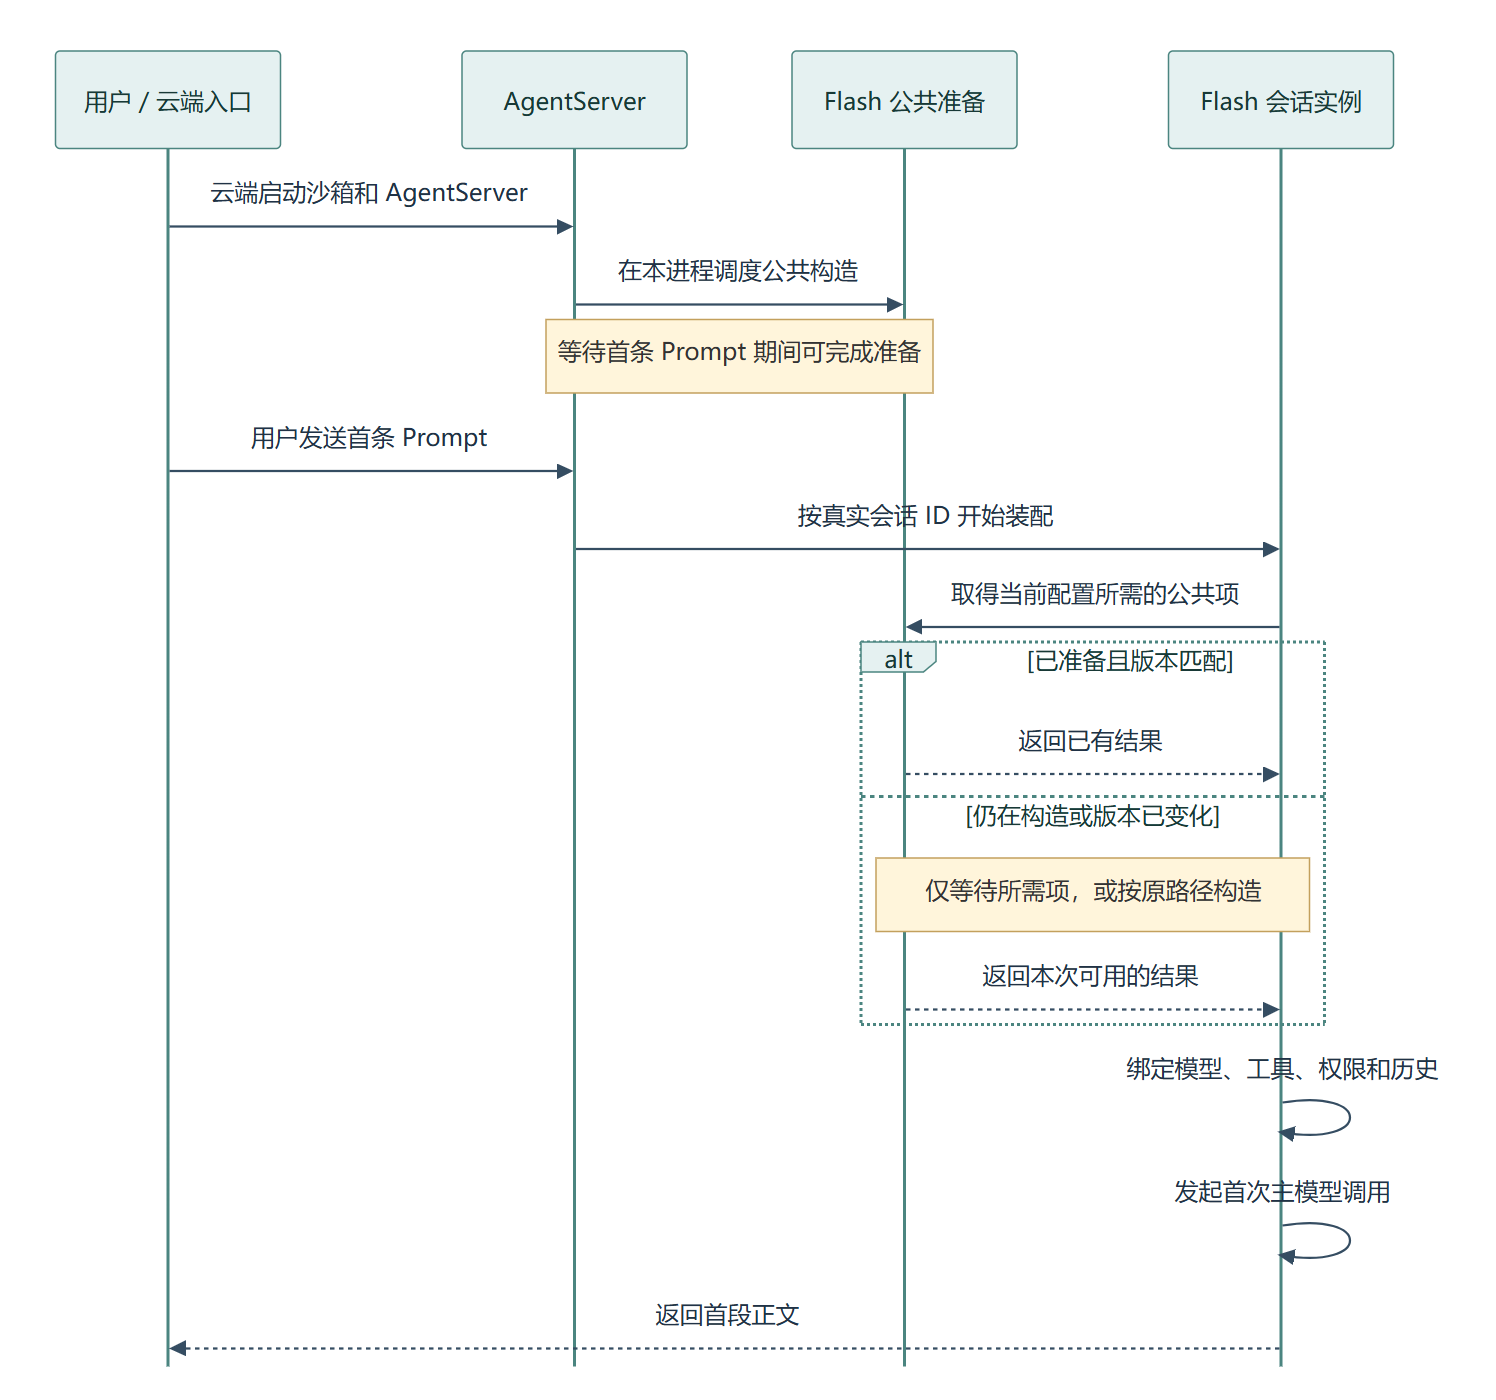 用户 / 云端入口
AgentServer
Flash 公共准备
Flash 会话实例
云端启动沙箱和 AgentServer
在本进程调度公共构造
等待首条 Prompt 期间可完成准备
用户发送首条 Prompt
按真实会话 ID 开始装配
取得当前配置所需的公共项
alt
[已准备且版本匹配]
返回已有结果
[仍在构造或版本已变化]
仅等待所需项，或按原路径构造
返回本次可用的结果
绑定模型、工具、权限和历史
发起首次主模型调用
返回首段正文